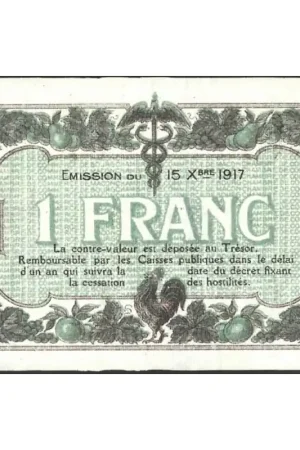 EMISSION DU 15 XBRE 1917
1 FRANC
La contre-valeur est déposée au Trésor.
Remboursable par les Caisses publiques dans le délai
d'un an qui suivra la date du décret fixant
la cessation des hostilités.